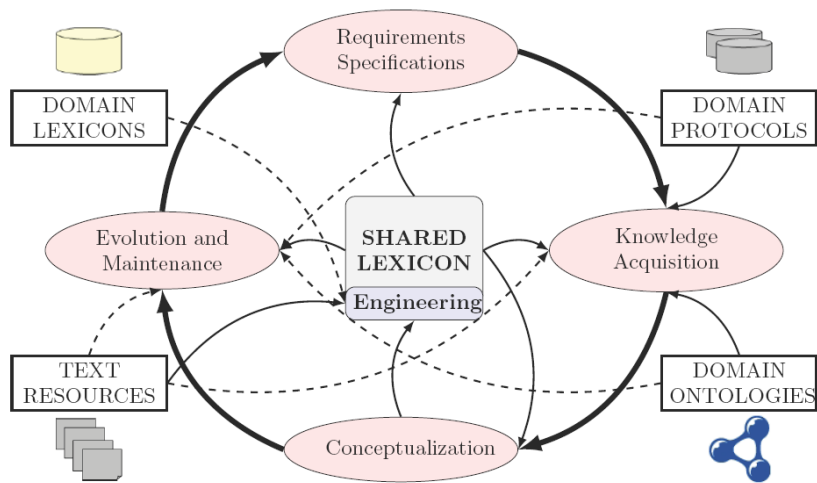 Requirements
Specifications
DOMAIN
LEXICONS
DOMAIN
PROTOCOLS
Evolution and
Maintenance
SHARED
LEXICON
Engineering
Knowledge
Acquisition
TEXT
RESOURCES
DOMAIN
ONTOLOGIES
Conceptualization